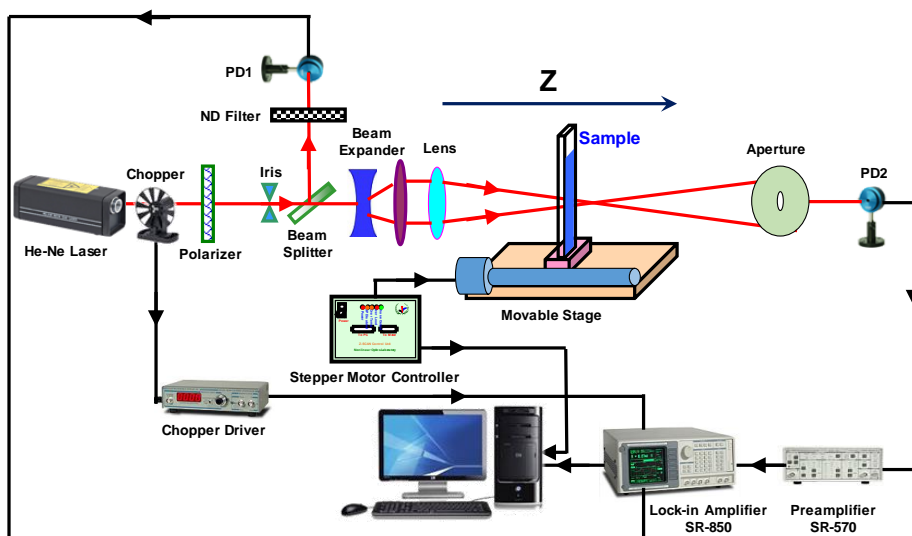 PD1
Z
ND Filter
Beam
Expander
Lens
Sample
Aperture
Chopper
Iris
PD2
He-Ne Laser
Polarizer
Beam
Splitter
Movable Stage
Stepper Motor Controller
Chopper Driver
Lock-in Amplifier
SR-850
Preamplifier
SR-570